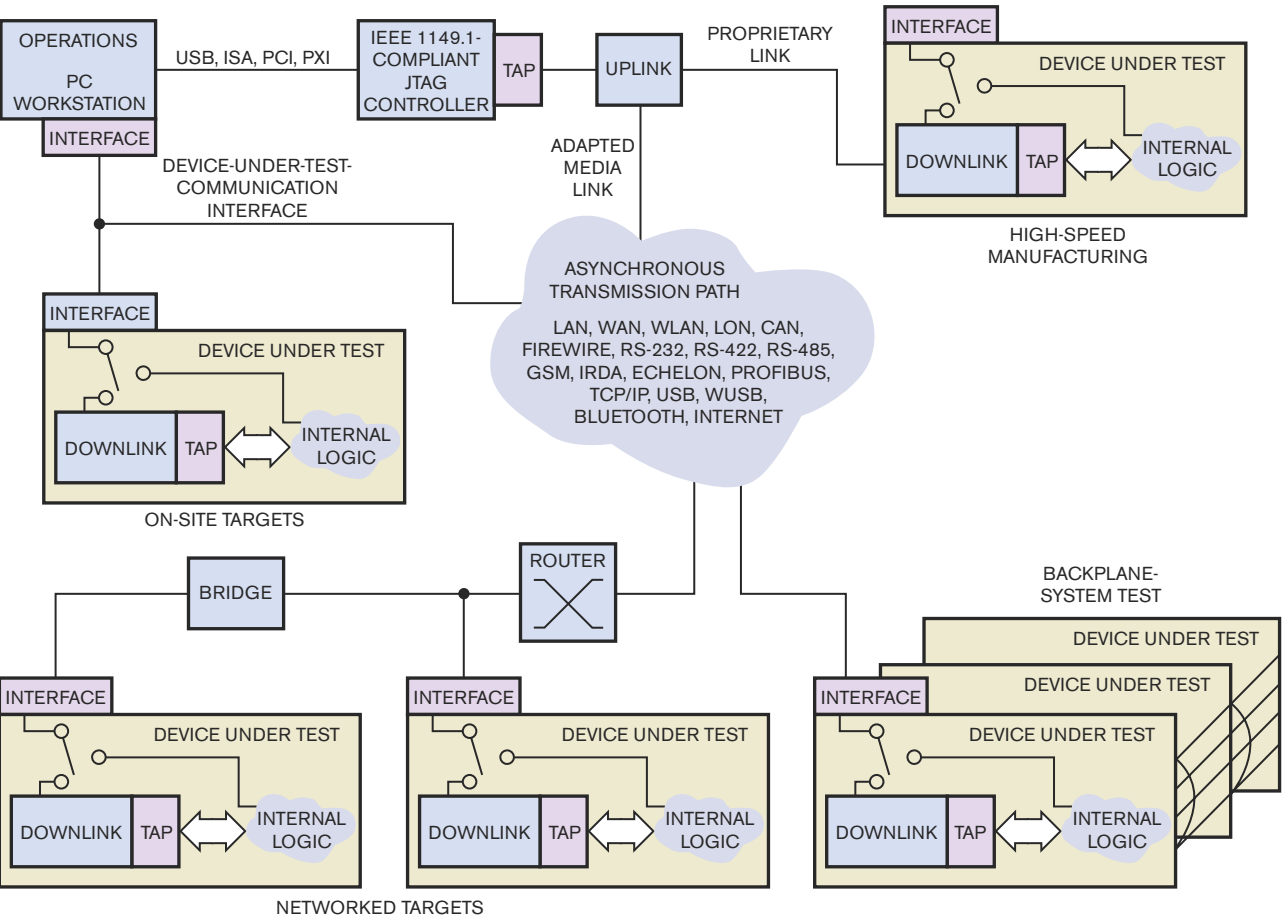 OPERATIONS
PC
WORKSTATION
INTERFACE
USB, ISA, PCI, PXI
IEEE 1149.1-
COMPLIANT
JTAG
CONTROLLER
TAP
UPLINK
PROPRIETARY
LINK
INTERFACE
DEVICE UNDER TEST
DOWNLINK
TAP
INTERNAL
LOGIC
HIGH-SPEED
MANUFACTURING
DEVICE-UNDER-TEST-
COMMUNICATION
INTERFACE
ADAPTED
MEDIA
LINK
ASYNCHRONOUS
TRANSMISSION PATH
LAN, WAN, WLAN, LON, CAN,
FIREWIRE, RS-232, RS-422, RS-485,
GSM, IRDA, ECHELON, PROFIBUS,
TCP/IP, USB, WUSB,
BLUETOOTH, INTERNET
INTERFACE
DEVICE UNDER TEST
DOWNLINK
TAP
INTERNAL
LOGIC
ON-SITE TARGETS
BRIDGE
ROUTER
BACKPLANE-
SYSTEM TEST
INTERFACE
DEVICE UNDER TEST
DOWNLINK
TAP
INTERNAL
LOGIC
INTERFACE
DEVICE UNDER TEST
DOWNLINK
TAP
INTERNAL
LOGIC
NETWORKED TARGETS
DEVICE UNDER TEST
DEVICE UNDER TEST
INTERFACE
DEVICE UNDER TEST
DOWNLINK
TAP
INTERNAL
LOGIC